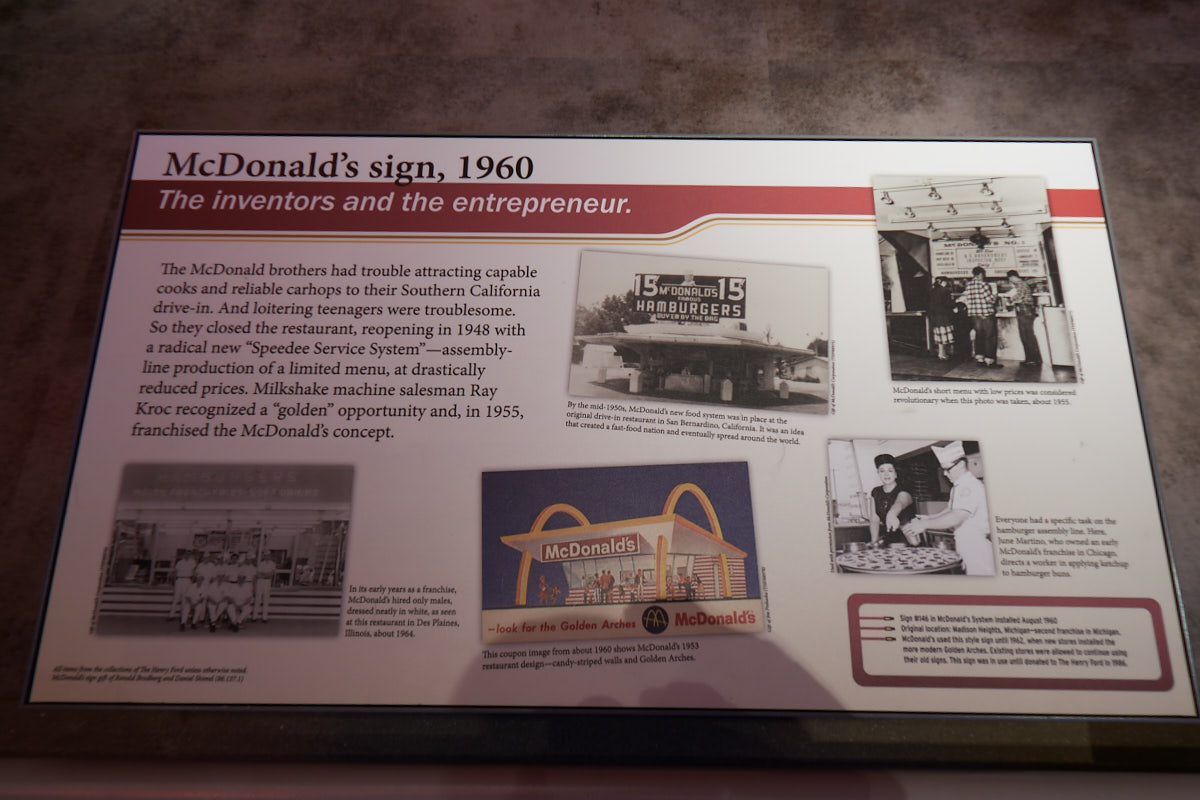 McDonald's sign, 1960
The inventors and the entrepreneur.
The McDonald brothers had trouble attracting capable
cooks and reliable carhops to their Southern California
drive-in. And loitering teenagers were troublesome.
So they closed the restaurant, reopening in 1948 with
a radical new “Speedee Service System”—assembly-
line production of a limited menu, at drastically
reduced prices. Milkshake machine salesman Ray
Kroc recognized a “golden” opportunity and, in 1955,
franchised the McDonald's concept.
15 McDONALD'S 15
FAMOUS
HAMBURGERS
BUY EM BY THE BAG
By the mid-1950s, McDonald's new food system was in place at the
original drive-in restaurant in San Bernardino, California. It was an idea
that created a fast-food nation and eventually spread around the world.
McDonald's short menu with low prices was considered
revolutionary when this photo was taken, about 1955.
In its early years as a franchise,
McDonald's hired only males,
dressed neatly in white, as seen
at this restaurant in Des Plaines,
Illinois, about 1964.
McDonald's
—look for the Golden Arches
McDonald's
This coupon image from about 1960 shows McDonald's 1953
restaurant design—candy-striped walls and Golden Arches.
Everyone had a specific task on the
hamburger assembly line. Here,
June Martino, who owned an early
McDonald's franchise in Chicago,
directs a worker in applying ketchup
to hamburger buns.
Sign #146 in McDonald's System installed August 1960
Original location: Madison Heights, Michigan—second franchise in Michigan.
McDonald's used this style sign until 1962, when new stores installed the
more modern Golden Arches. Existing stores were allowed to continue using
their old signs. This sign was in use until donated to The Henry Ford in 1986.
All items from the collections of The Henry Ford unless otherwise noted.
McDonald's sign gift of Ronald Brodberg and Daniel